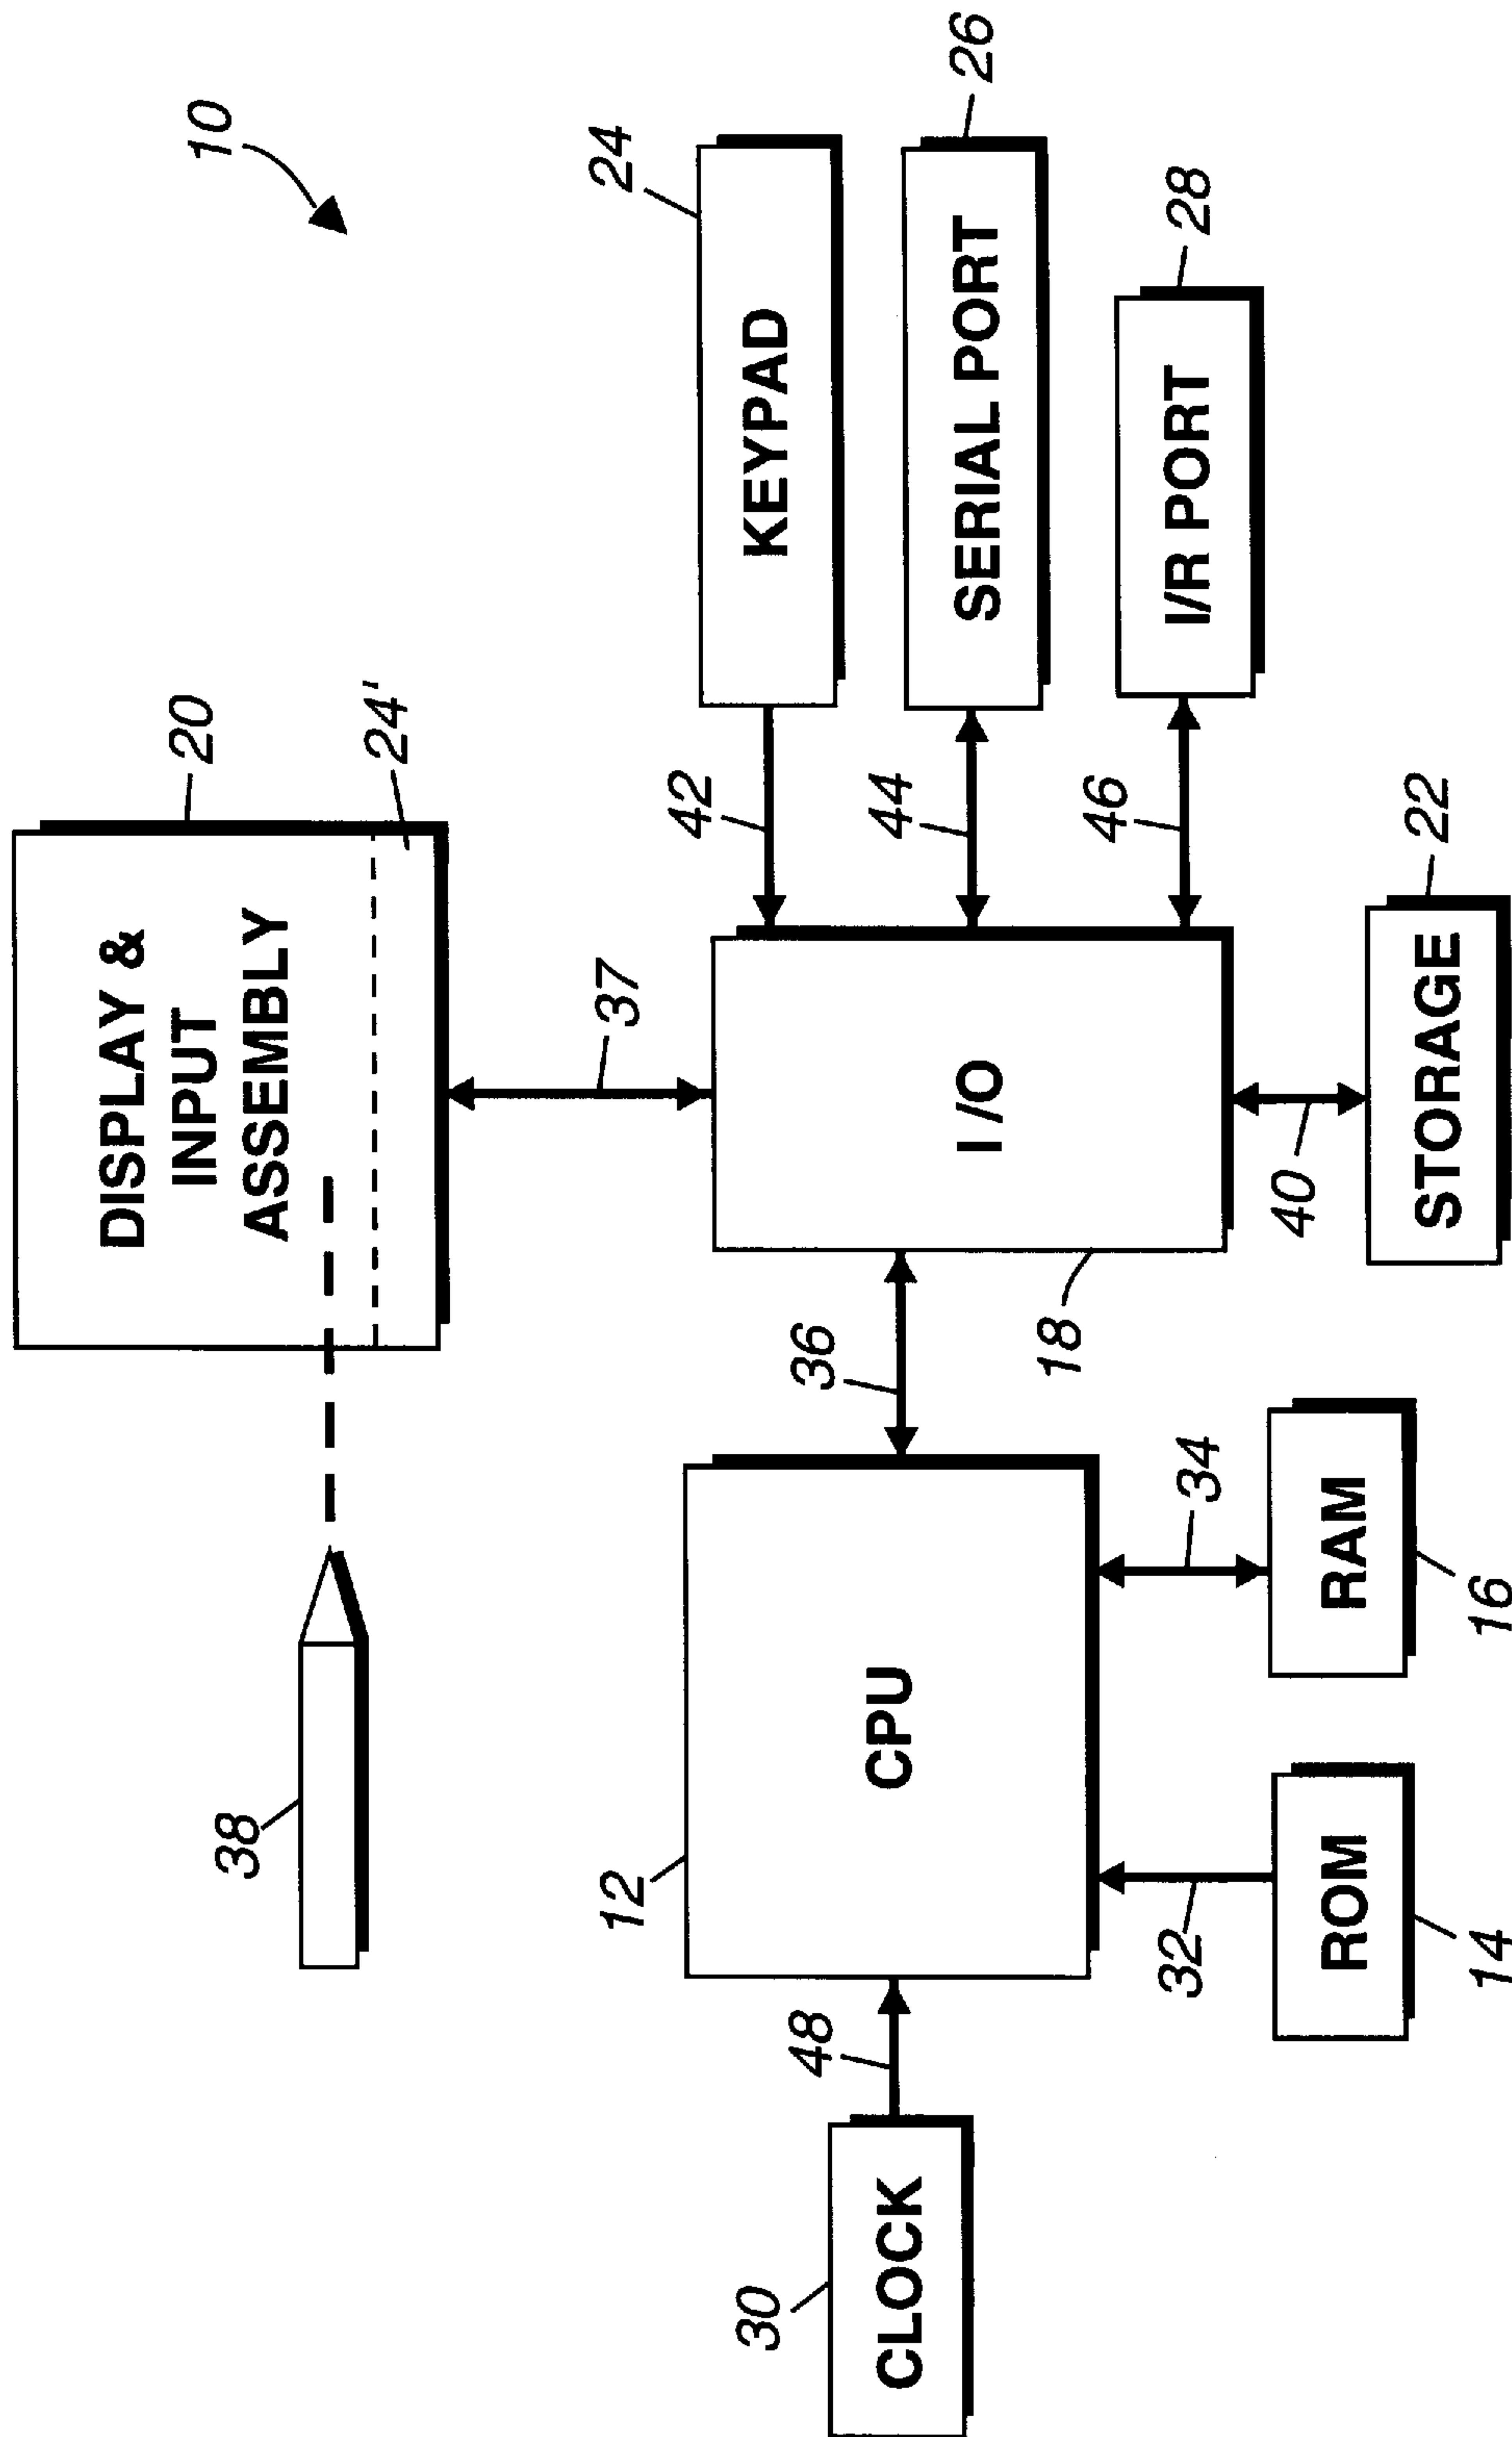 10
DISPLAY &
INPUT
ASSEMBLY
20
24'
38
37
KEYPAD
24
42
SERIAL PORT
26
44
I/R PORT
28
46
I/O
18
36
CPU
12
CLOCK
30
48
ROM
14
32
RAM
16
34
STORAGE
22
40